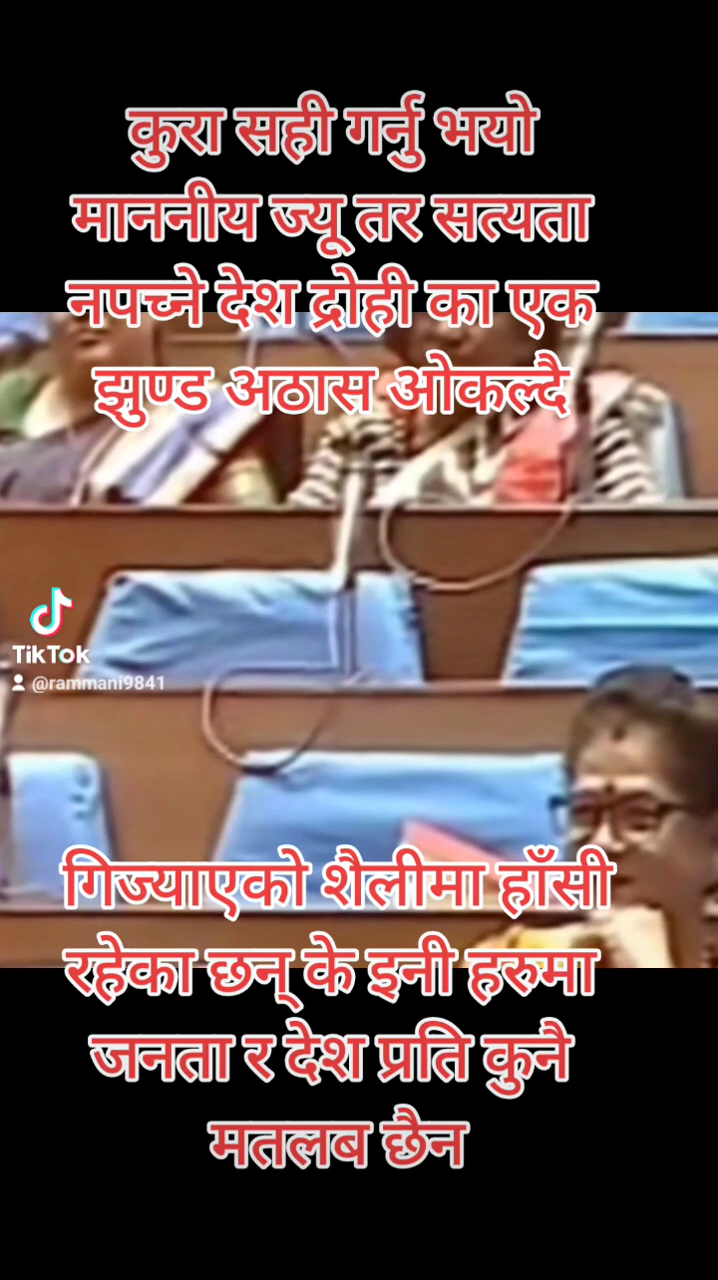 कुरा सही गर्नु भयो
माननीय ज्यू तर सत्यता
नपच्ने देश द्रोही का एक
झुण्ड अठास ओकल्दै
TikTok
@rammani9841
गिज्याएको शैलीमा हाँसी
रहेका छन् के इनी हरुमा
जनता र देश प्रति कुनै
मतलब छैन